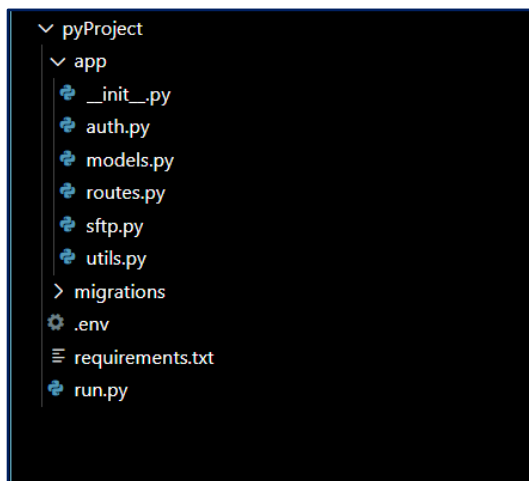 pyProject
app
__init__.py
auth.py
models.py
routes.py
sftp.py
utils.py
migrations
.env
requirements.txt
run.py